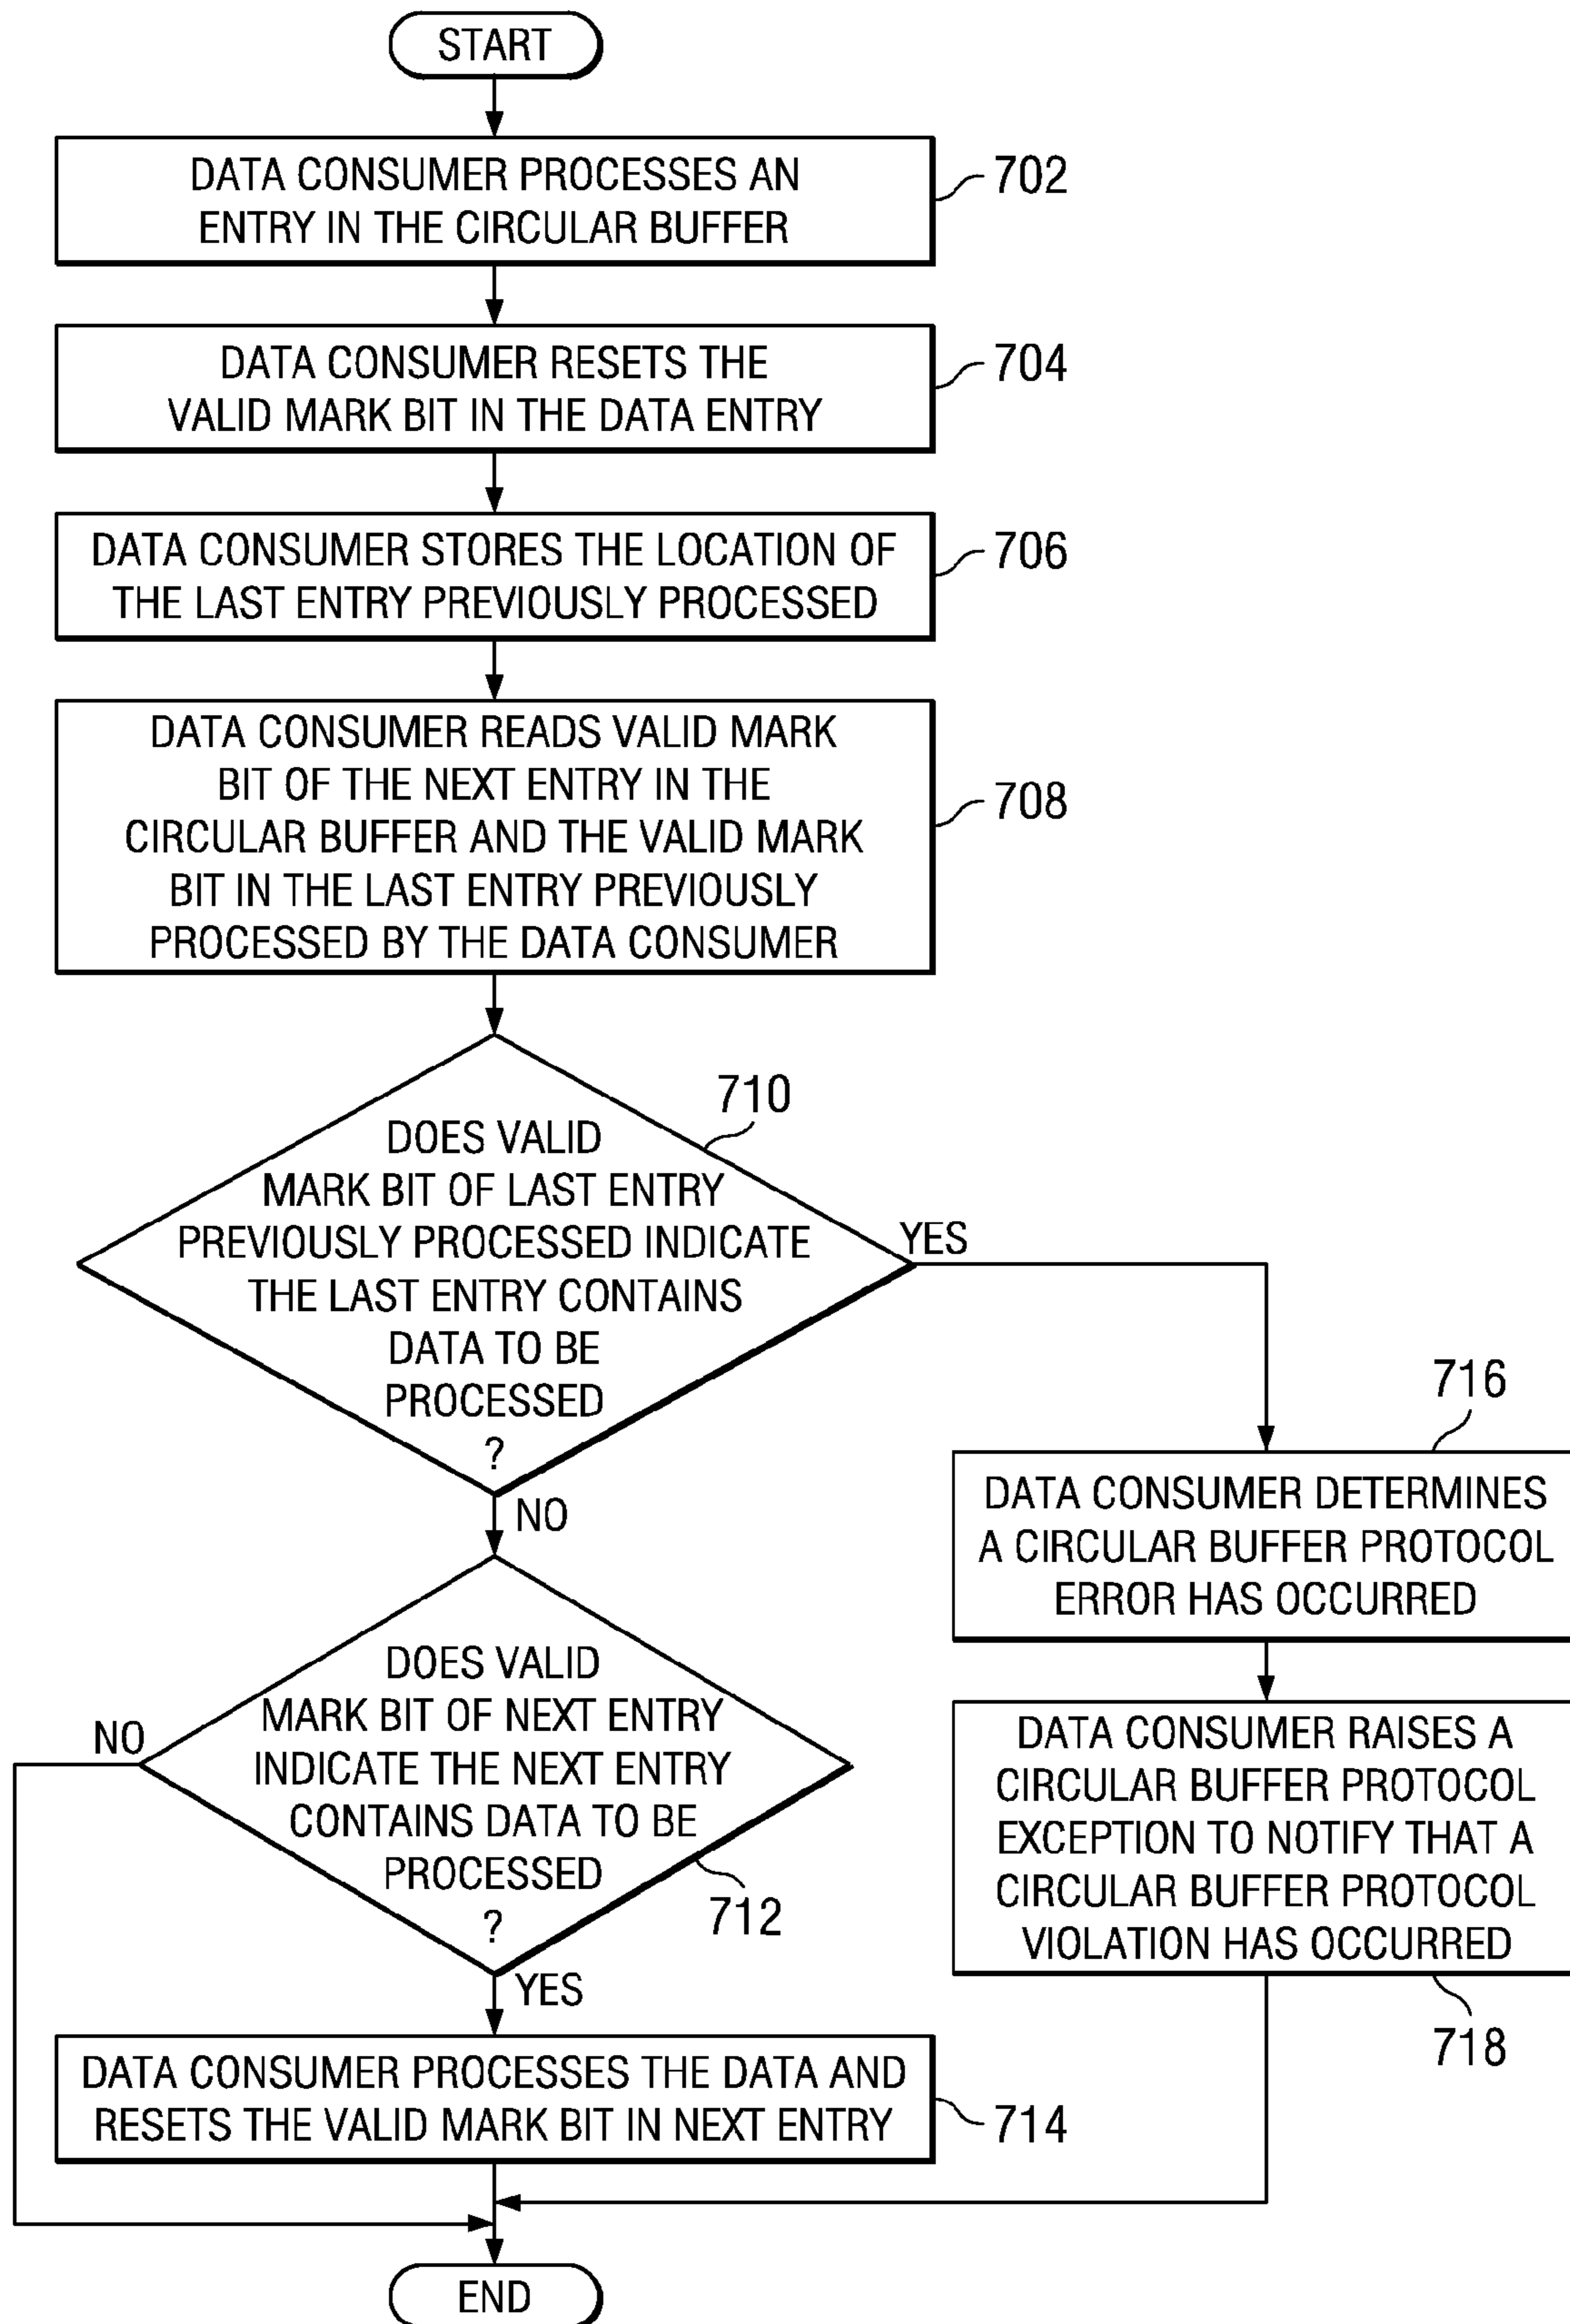 START
DATA CONSUMER PROCESSES AN
ENTRY IN THE CIRCULAR BUFFER
702
DATA CONSUMER RESETS THE
VALID MARK BIT IN THE DATA ENTRY
704
DATA CONSUMER STORES THE LOCATION OF
THE LAST ENTRY PREVIOUSLY PROCESSED
706
DATA CONSUMER READS VALID MARK
BIT OF THE NEXT ENTRY IN THE
CIRCULAR BUFFER AND THE VALID MARK
BIT IN THE LAST ENTRY PREVIOUSLY
PROCESSED BY THE DATA CONSUMER
708
710
DOES VALID
MARK BIT OF LAST ENTRY
PREVIOUSLY PROCESSED INDICATE
THE LAST ENTRY CONTAINS
DATA TO BE
PROCESSED
?
YES
NO
716
DATA CONSUMER DETERMINES
A CIRCULAR BUFFER PROTOCOL
ERROR HAS OCCURRED
DOES VALID
MARK BIT OF NEXT ENTRY
INDICATE THE NEXT ENTRY
CONTAINS DATA TO BE
PROCESSED
?
NO
712
YES
DATA CONSUMER RAISES A
CIRCULAR BUFFER PROTOCOL
EXCEPTION TO NOTIFY THAT A
CIRCULAR BUFFER PROTOCOL
VIOLATION HAS OCCURRED
718
DATA CONSUMER PROCESSES THE DATA AND
RESETS THE VALID MARK BIT IN NEXT ENTRY
714
END